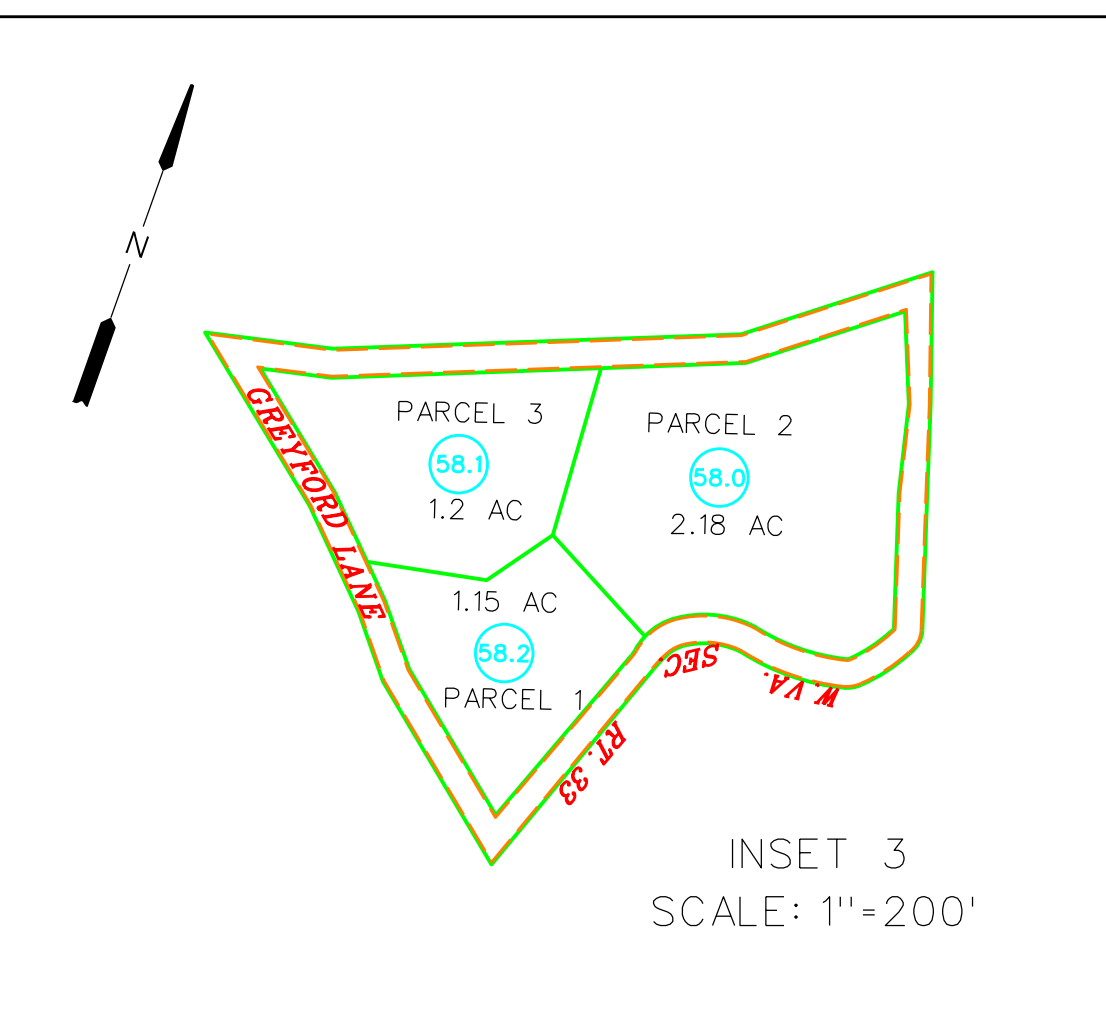 N
PARCEL 3
58.1
1.2 AC
PARCEL 2
58.0
2.18 AC
GREYFORD LANE
1.15 AC
58.2
PARCEL 1
W. VA. SEC. RT. 33
INSET 3
SCALE: 1''=200'